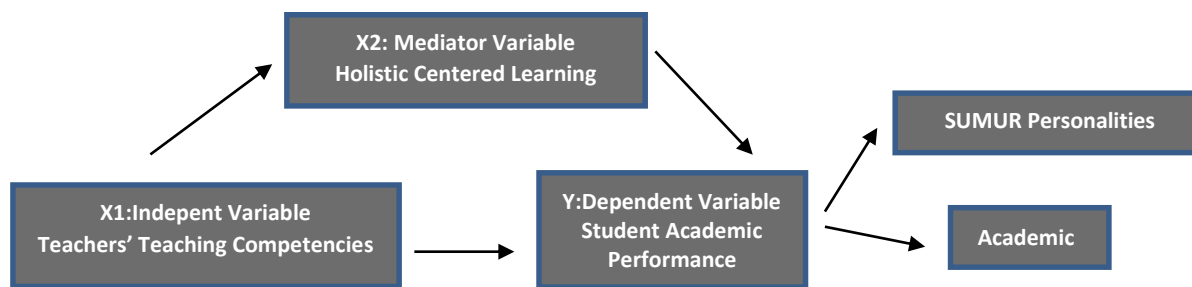 X2: Mediator Variable
Holistic Centered Learning
SUMUR Personalities
X1:Indepent Variable
Teachers’ Teaching Competencies
Y:Dependent Variable
Student Academic
Performance
Academic